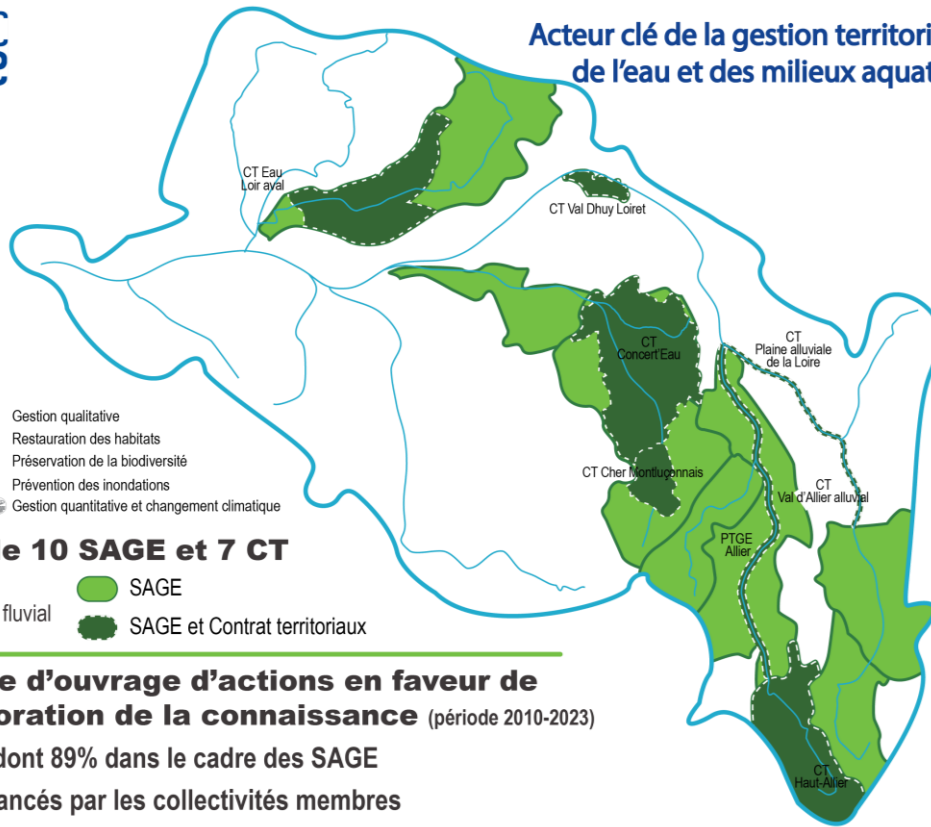 Acteur clé de la gestion territori
de l'eau et des milieux aquat
CT Eau
Loir aval
CT Val Dhuy Loiret
CT
Concert'Eau
CT
Plaine alluviale
de la Loire
Gestion qualitative
Restauration des habitats
Préservation de la biodiversité
Prévention des inondations
Gestion quantitative et changement climatique
CT Cher Montluçonnais
CT
Val d'Allier alluvial
PTGE
Allier
le 10 SAGE et 7 CT
SAGE
fluvial
SAGE et Contrat territoriaux
e d'ouvrage d'actions en faveur de
oration de la connaissance (période 2010-2023)
dont 89% dans le cadre des SAGE
ancés par les collectivités membres
CT
Haut-Allier